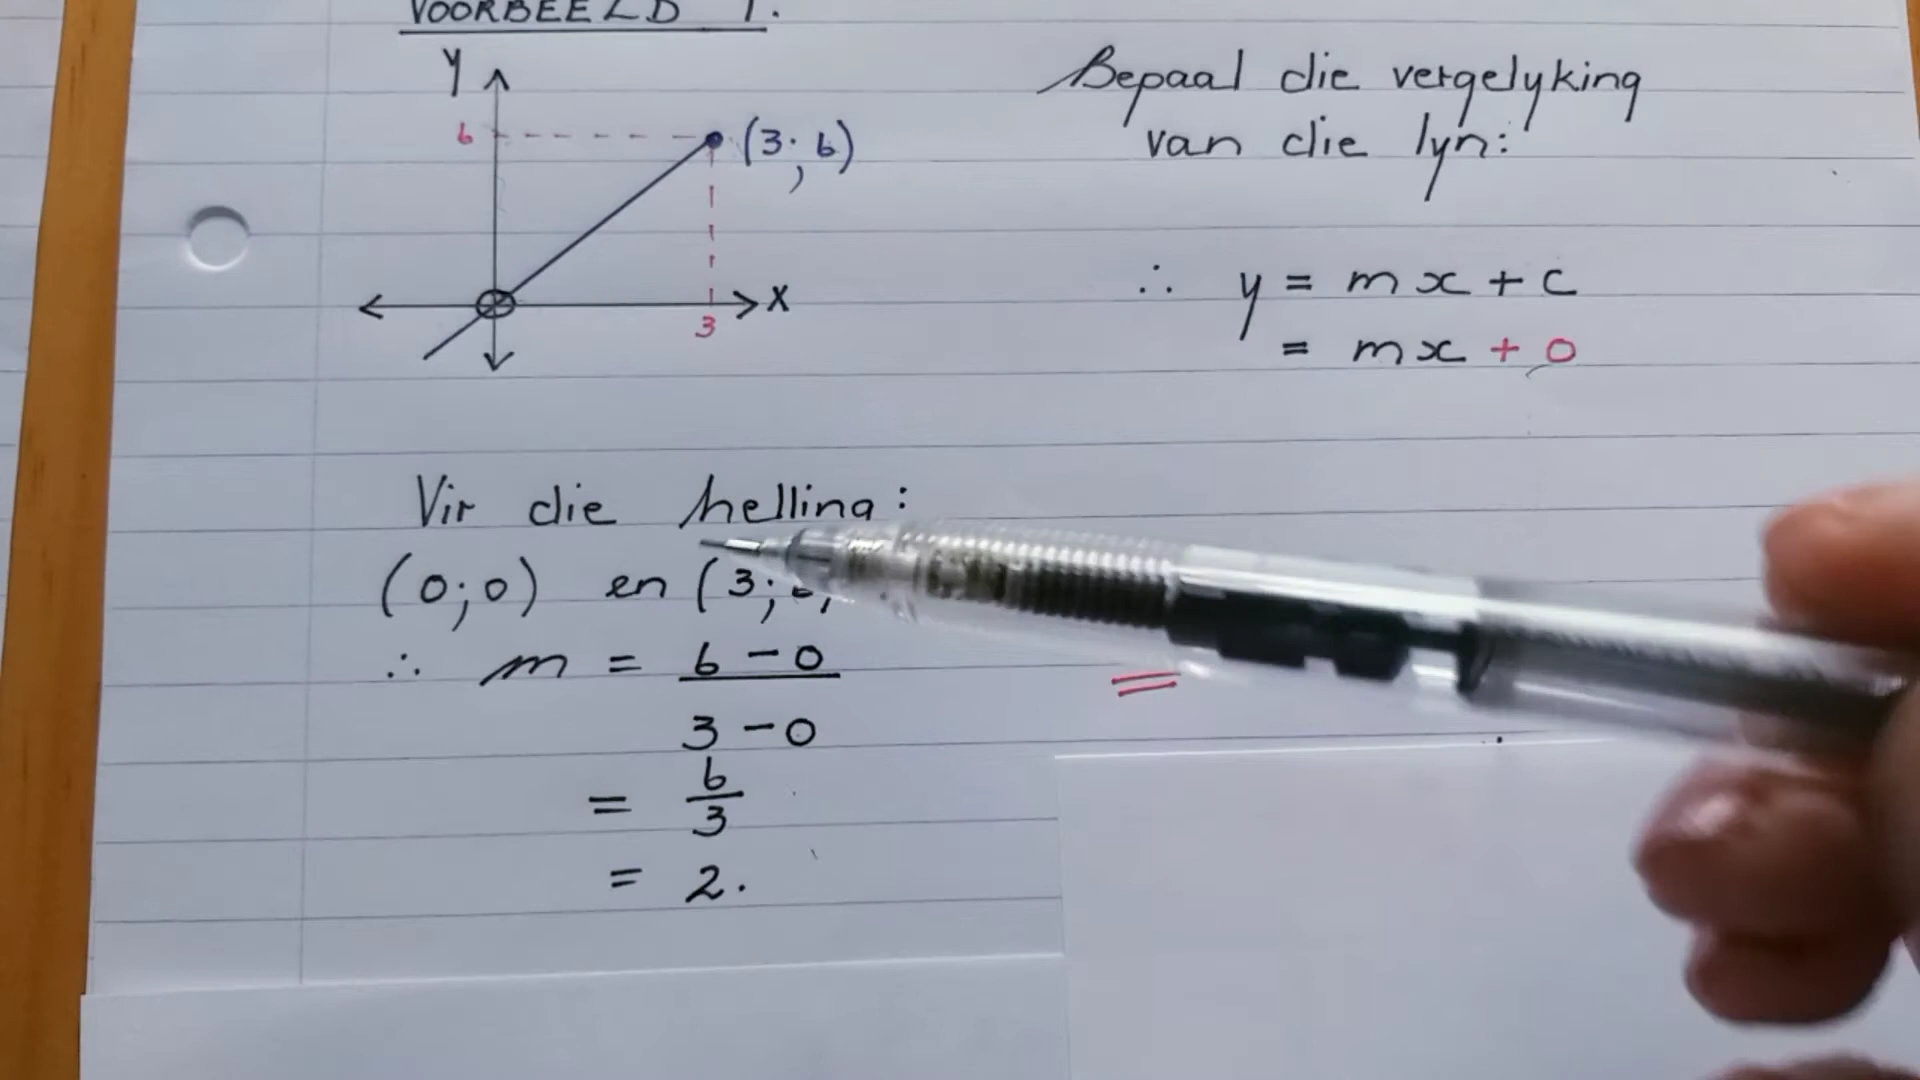 VOORBEELD 1.
Y
6
(3; 6)
X
3
Bepaal die vergelyking
van die lyn:
∴ y = mx + c
= mx + 0
Vir die helling:
(0;0) en (3;
∴ m = 6 - 0
3 - 0
= 6
3
= 2.
=